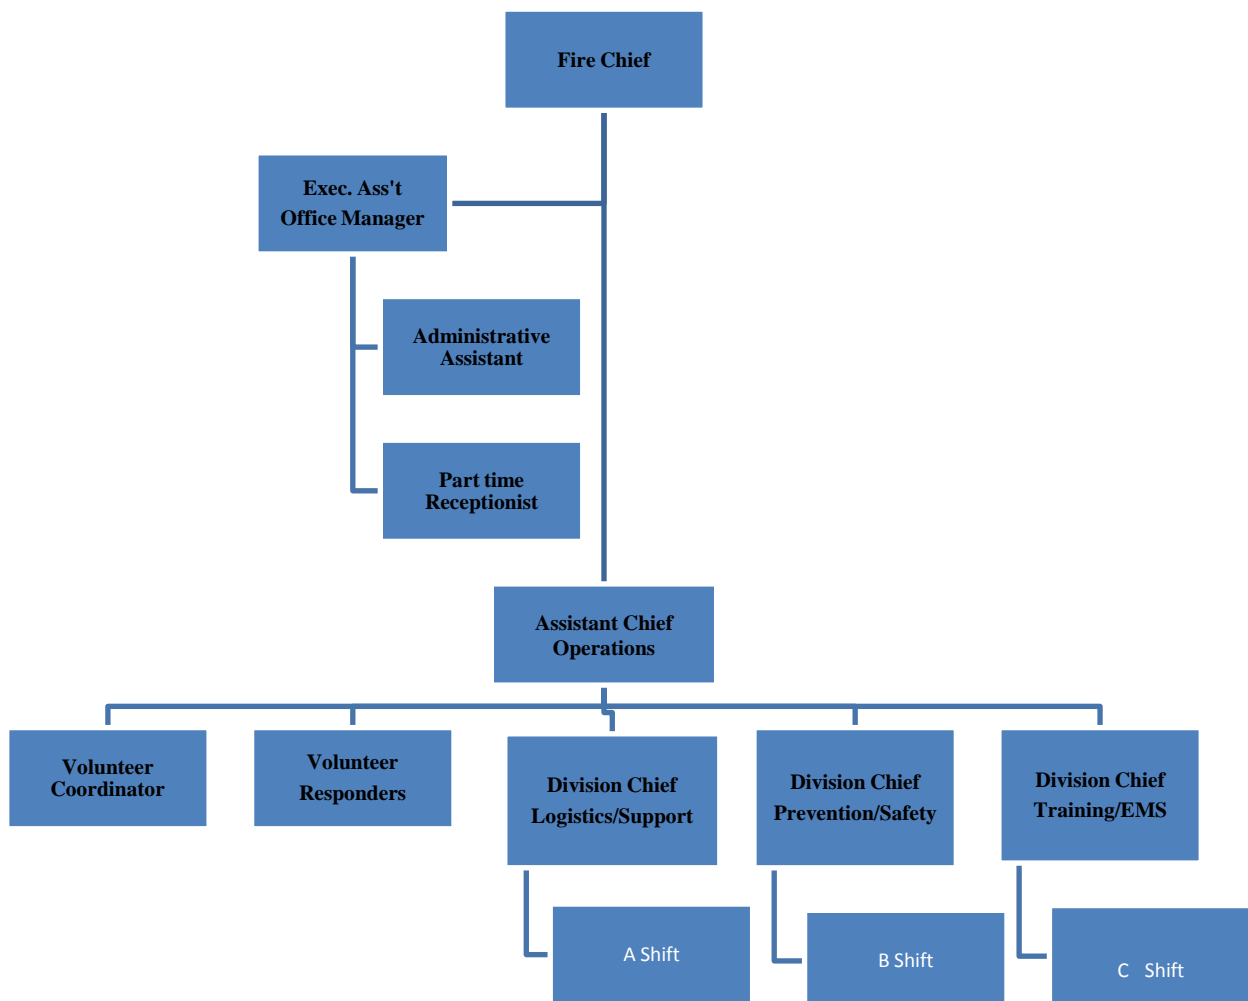 Fire Chief
Exec. Ass't
Office Manager
Administrative
Assistant
Part time
Receptionist
Assistant Chief
Operations
Volunteer
Coordinator
Volunteer
Responders
Division Chief
Logistics/Support
Division Chief
Prevention/Safety
Division Chief
Training/EMS
A Shift
B Shift
C Shift